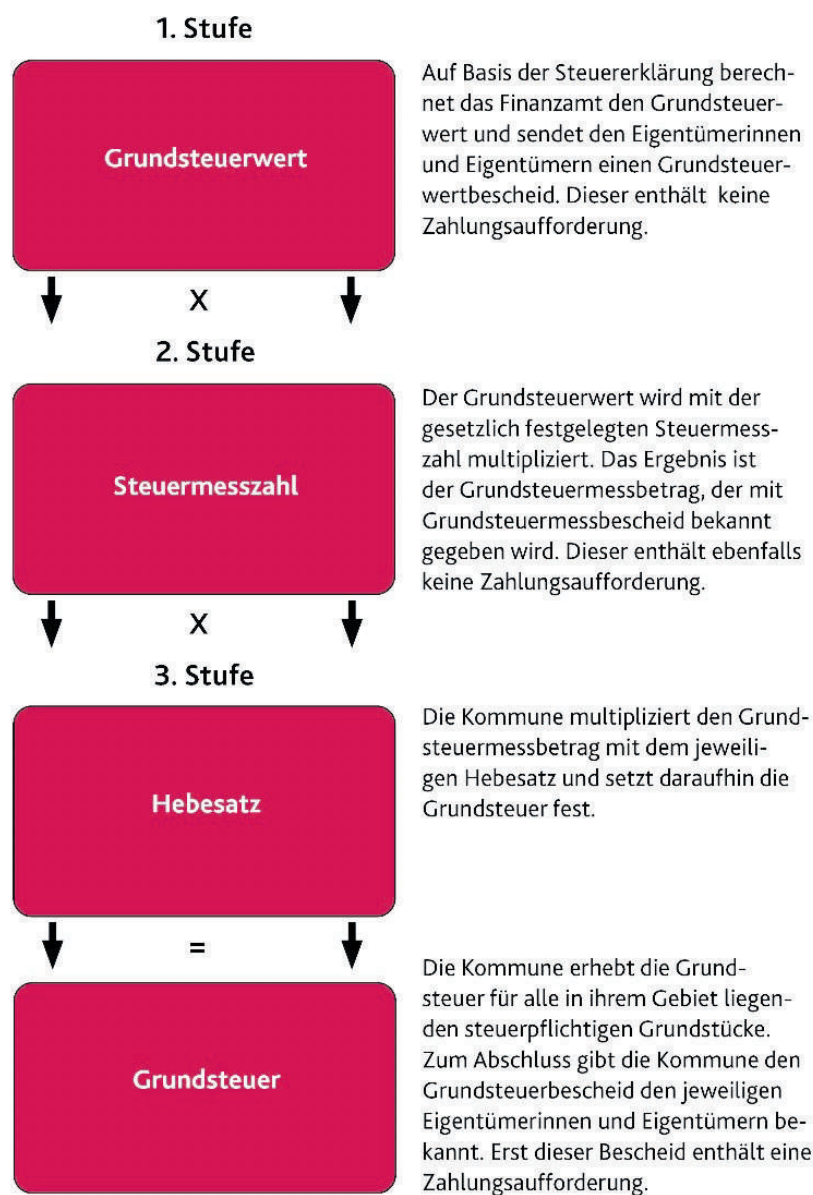 1. Stufe
Grundsteuerwert
Auf Basis der Steuererklärung berech-
net das Finanzamt den Grundsteuer-
wert und sendet den Eigentümerinnen
und Eigentümern einen Grundsteuer-
wertbescheid. Dieser enthält keine
Zahlungsaufforderung.
X
2. Stufe
Steuermesszahl
Der Grundsteuerwert wird mit der
gesetzlich festgelegten Steuermess-
zahl multipliziert. Das Ergebnis ist
der Grundsteuermessbetrag, der mit
Grundsteuermessbescheid bekannt
gegeben wird. Dieser enthält ebenfalls
keine Zahlungsaufforderung.
X
3. Stufe
Hebesatz
Die Kommune multipliziert den Grund-
steuermessbetrag mit dem jeweili-
gen Hebesatz und setzt daraufhin die
Grundsteuer fest.
=
Grundsteuer
Die Kommune erhebt die Grund-
steuer für alle in ihrem Gebiet liegen-
den steuerpflichtigen Grundstücke.
Zum Abschluss gibt die Kommune den
Grundsteuerbescheid den jeweiligen
Eigentümerinnen und Eigentümern be-
kannt. Erst dieser Bescheid enthält eine
Zahlungsaufforderung.